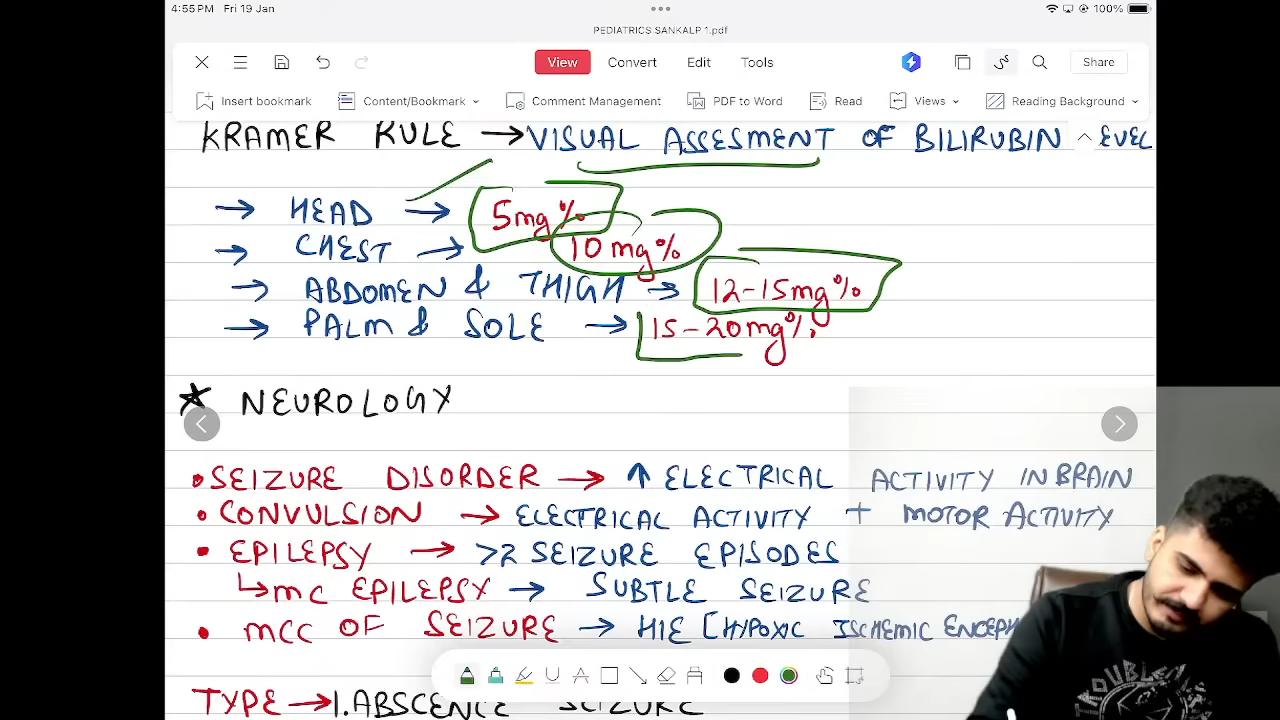 4:55 PM Fri 19 Jan
100%
PEDIATRICS SANKALP 1.pdf
View Convert Edit Tools Share
Insert bookmark Content/Bookmark Comment Management PDF to Word Read Views Reading Background
KRAMER RULE → VISUAL ASSESMENT OF BILIRUBIN EVEL
→ HEAD → 5mg%
→ CHEST → 10 mg%
→ ABDOMEN & THIGH → 12-15mg%
→ PALM & SOLE → 15-20mg%
★ NEUROLOGY
• SEIZURE DISORDER → ↑ ELECTRICAL ACTIVITY IN BRAIN
• CONVULSION → ELECTRICAL ACTIVITY + MOTOR ACTIVITY
• EPILEPSY → >2 SEIZURE EPISODES
↳ MC EPILEPSY → SUBTLE SEIZURE
• MCC OF SEIZURE → HIE [HYPOXIC ISCHEMIC ENCEPH
TYPE → 1. ABSCENCE SEIZURE